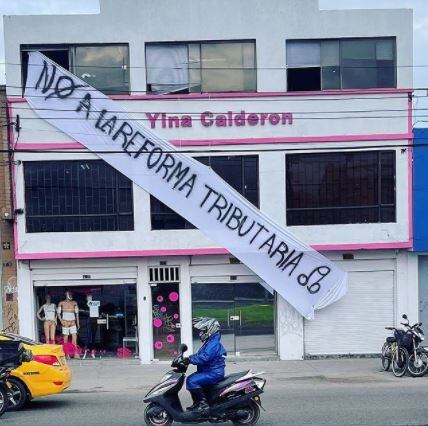 NO A LA REFORMA TRIBUTARIA
Yina Calderon